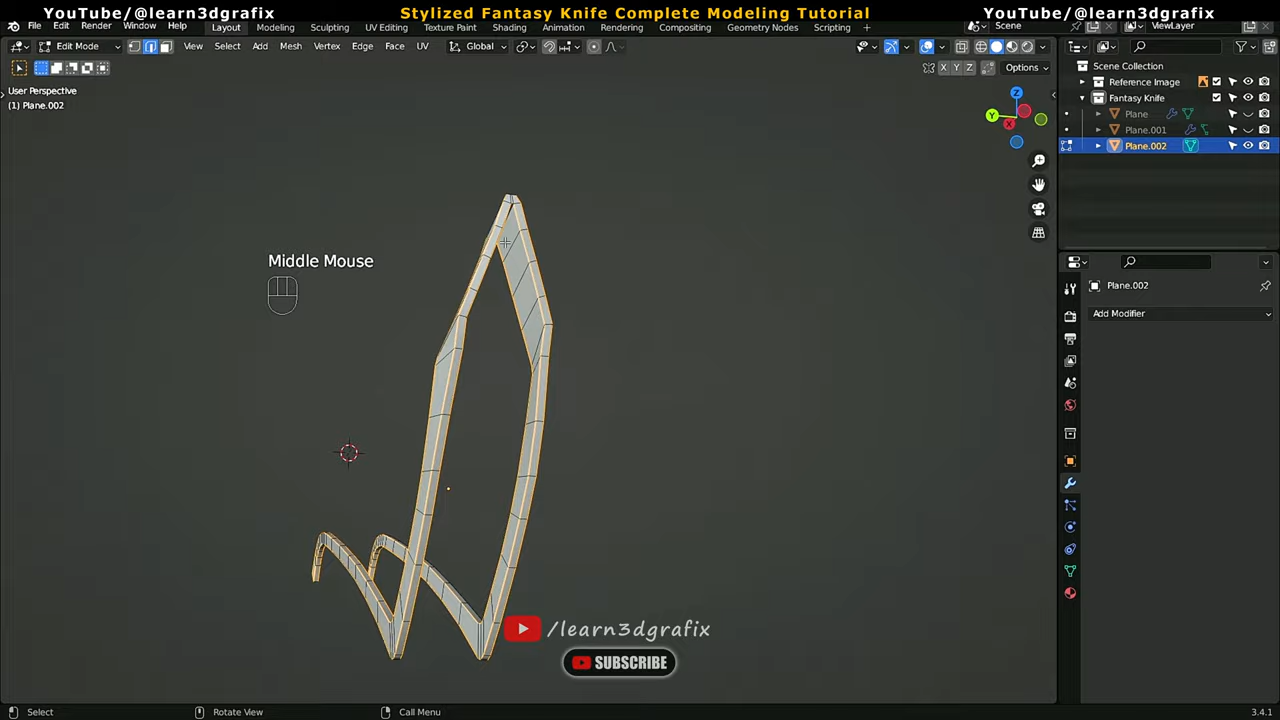 YouTube/@learn3dgrafix
Stylized Fantasy Knife Complete Modeling Tutorial
YouTube/@learn3dgrafix
File Edit Render Window Help
Layout Modeling Sculpting UV Editing Texture Paint Shading Animation Rendering Compositing Geometry Nodes Scripting
Scene
ViewLayer
Edit Mode
View Select Add Mesh Vertex Edge Face UV
Global
X Y Z
Options
User Perspective
(1) Plane.002
Z
Y
X
Scene Collection
Reference Image
Fantasy Knife
Plane
Plane.001
Plane.002
Plane.002
Add Modifier
Middle Mouse
/learn3dgrafix
SUBSCRIBE
Select
Rotate View
Call Menu
3.4.1